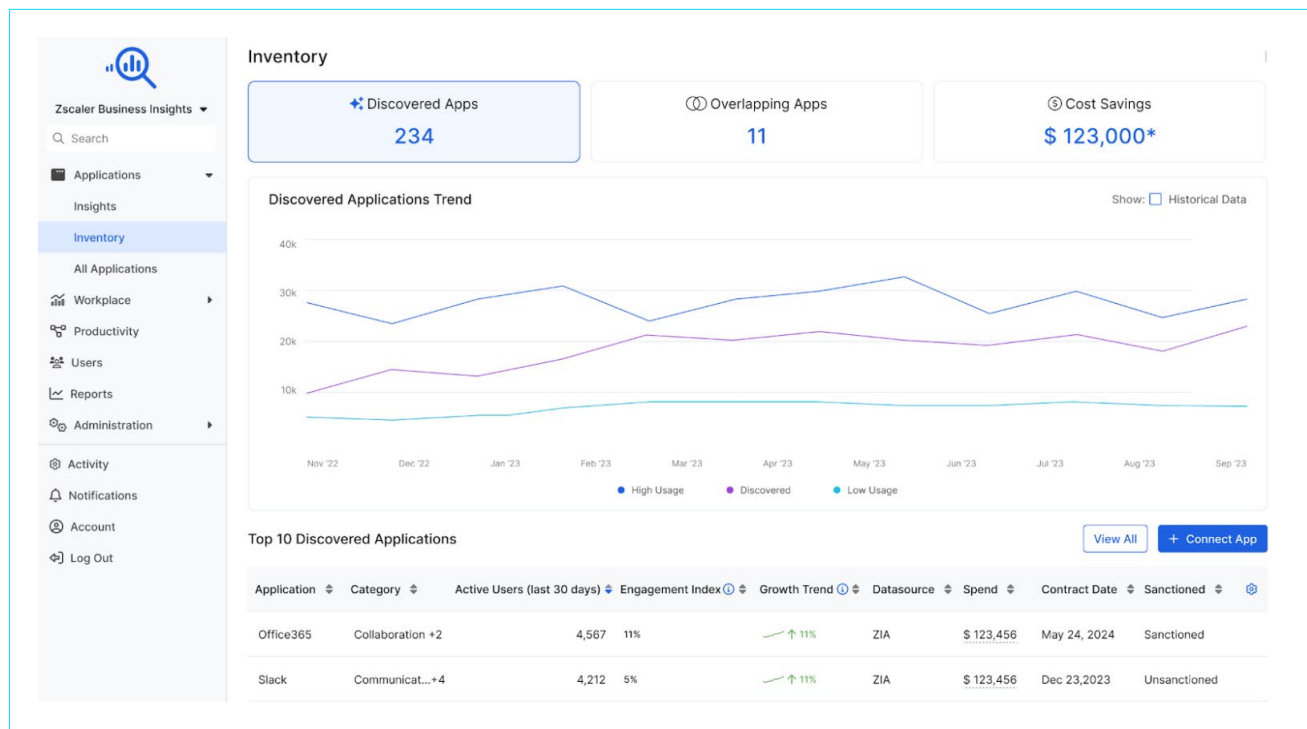 Zscaler Business Insights
Search
Applications
Insights
Inventory
All Applications
Workplace
Productivity
Users
Reports
Administration
Activity
Notifications
Account
Log Out
Inventory
Discovered Apps
234
Overlapping Apps
11
Cost Savings
$ 123,000*
Discovered Applications Trend
Show: Historical Data
40k
30k
20k
10k
Nov '22 Dec '22 Jan '23 Feb '23 Mar '23 Apr '23 May '23 Jun '23 Jul '23 Aug '23 Sep '23
High Usage Discovered Low Usage
Top 10 Discovered Applications
View All
+ Connect App
Application Category Active Users (last 30 days) Engagement Index Growth Trend Datasource Spend Contract Date Sanctioned
Office365 Collaboration +2 4,567 11% 11% ZIA $ 123,456 May 24, 2024 Sanctioned
Slack Communicat...+4 4,212 5% 11% ZIA $ 123,456 Dec 23,2023 Unsanctioned